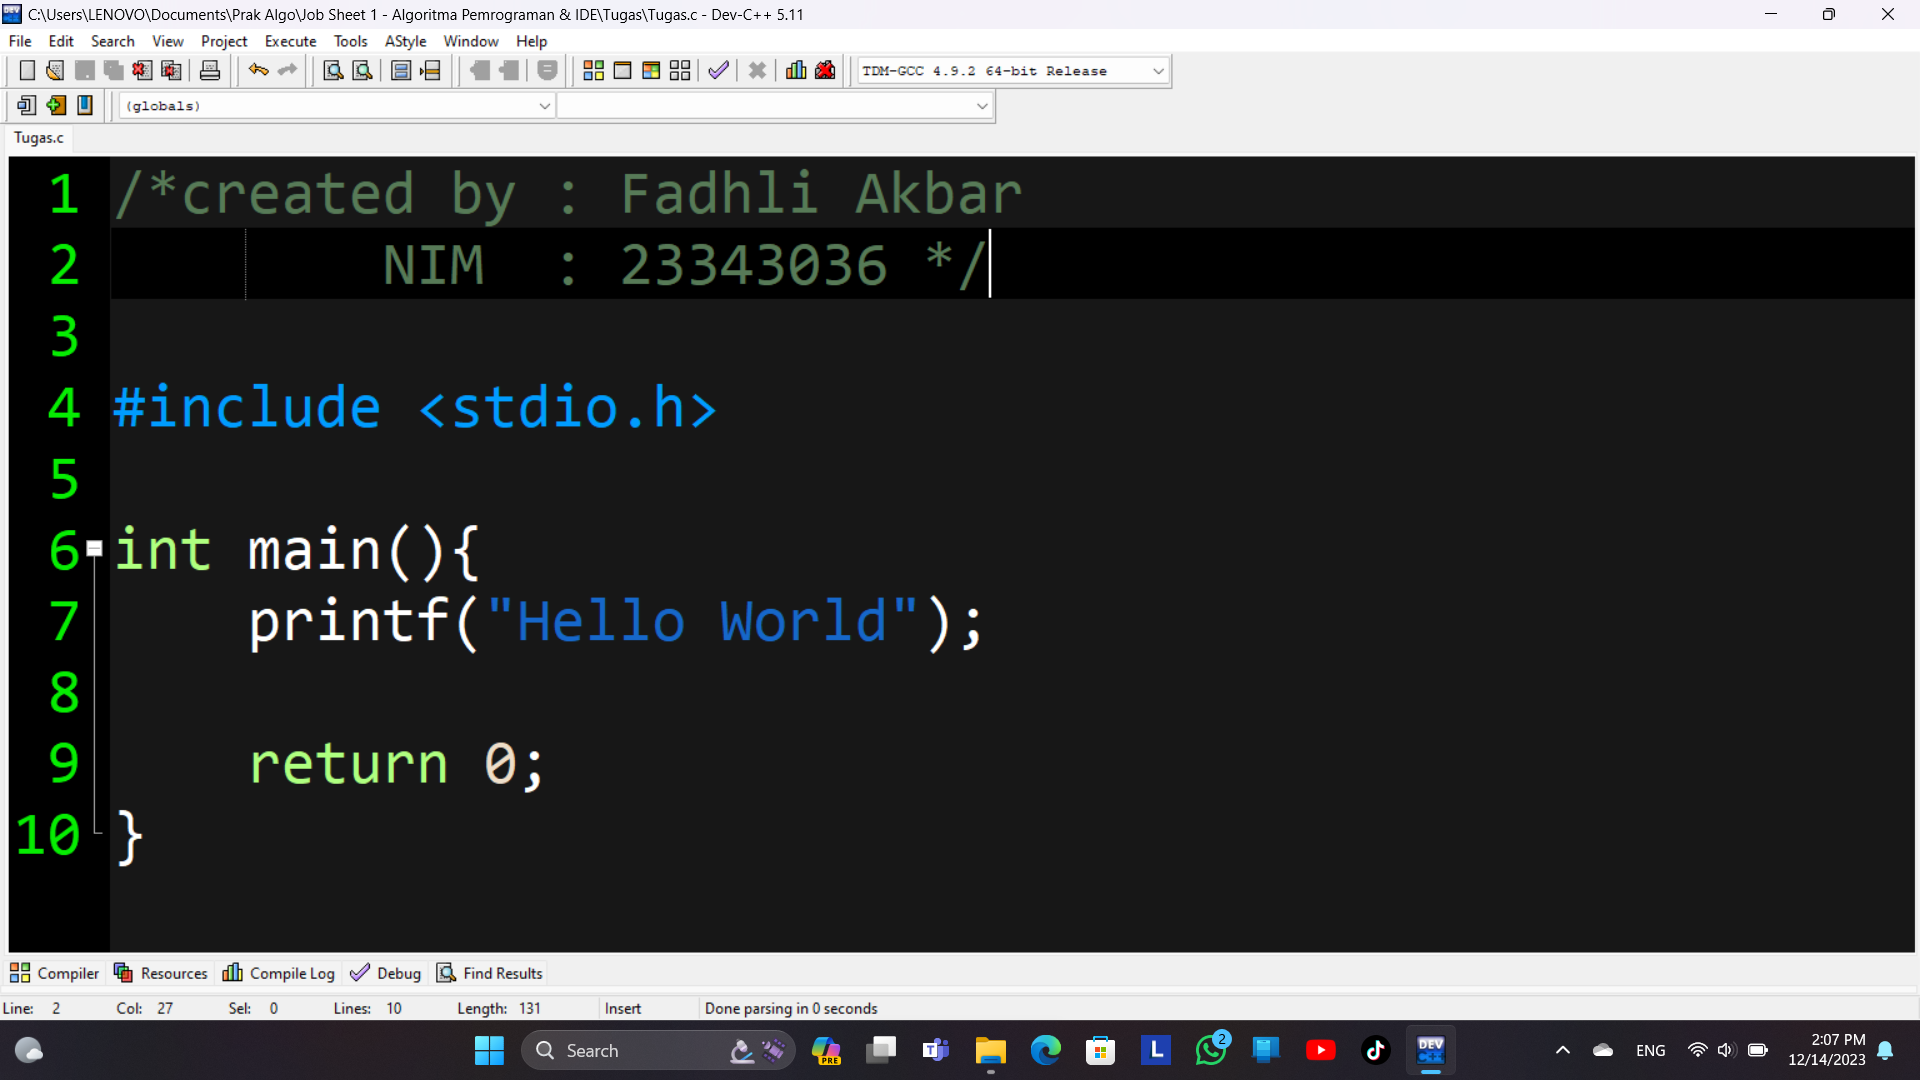 C:\Users\LENOVO\Documents\Prak Algo\Job Sheet 1 - Algoritma Pemrograman & IDE\Tugas\Tugas.c - Dev-C++ 5.11
File Edit Search View Project Execute Tools AStyle Window Help
TDM-GCC 4.9.2 64-bit Release
(globals)
Tugas.c
1 /*created by : Fadhli Akbar
2 NIM : 23343036 */
3
4 #include <stdio.h>
5
6 int main(){
7 printf("Hello World");
8
9 return 0;
10 }
Compiler Resources Compile Log Debug Find Results
Line: 2 Col: 27 Sel: 0 Lines: 10 Length: 131 Insert Done parsing in 0 seconds
Search PRE L 2 DEV C++ ENG 2:07 PM
12/14/2023